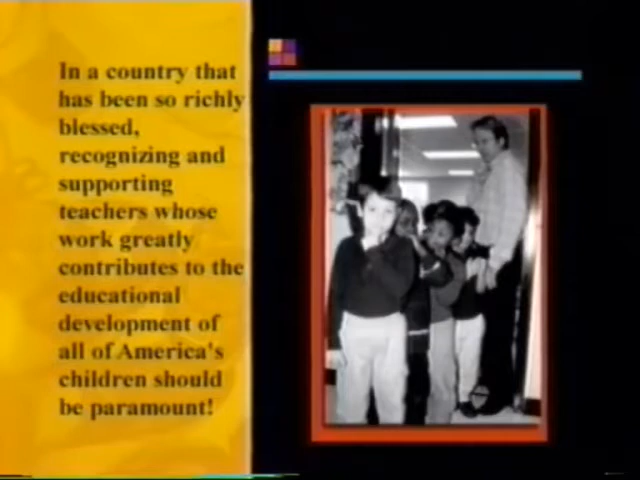 In a country that
has been so richly
blessed,
recognizing and
supporting
teachers whose
work greatly
contributes to the
educational
development of
all of America's
children should
be paramount!